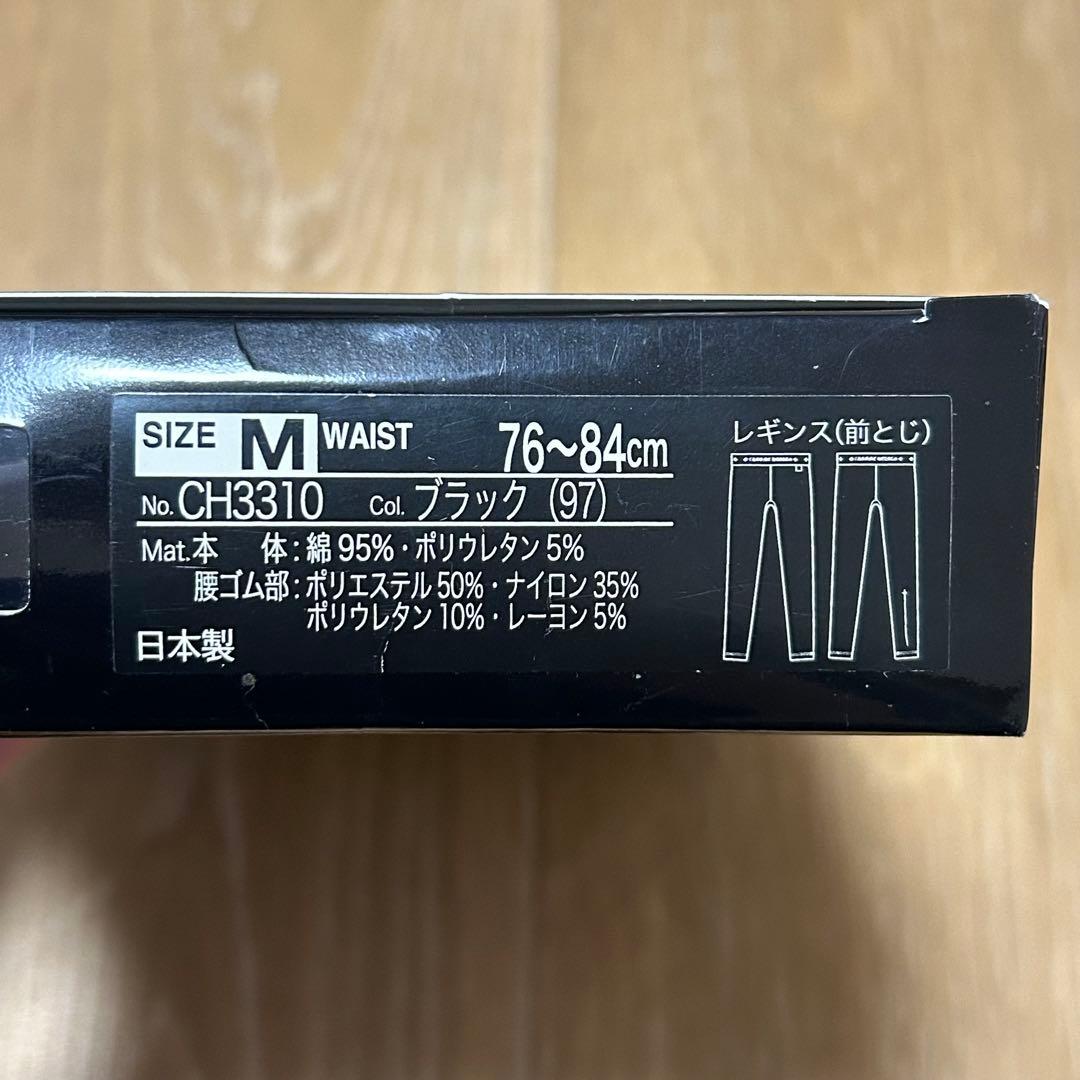 SIZE M WAIST 76～84cm
No. CH3310 Col. ブラック (97)
Mat. 本 体：綿 95%・ポリウレタン 5%
腰ゴム部：ポリエステル 50%・ナイロン 35%
ポリウレタン 10%・レーヨン 5%
日本製
レギンス(前とじ)